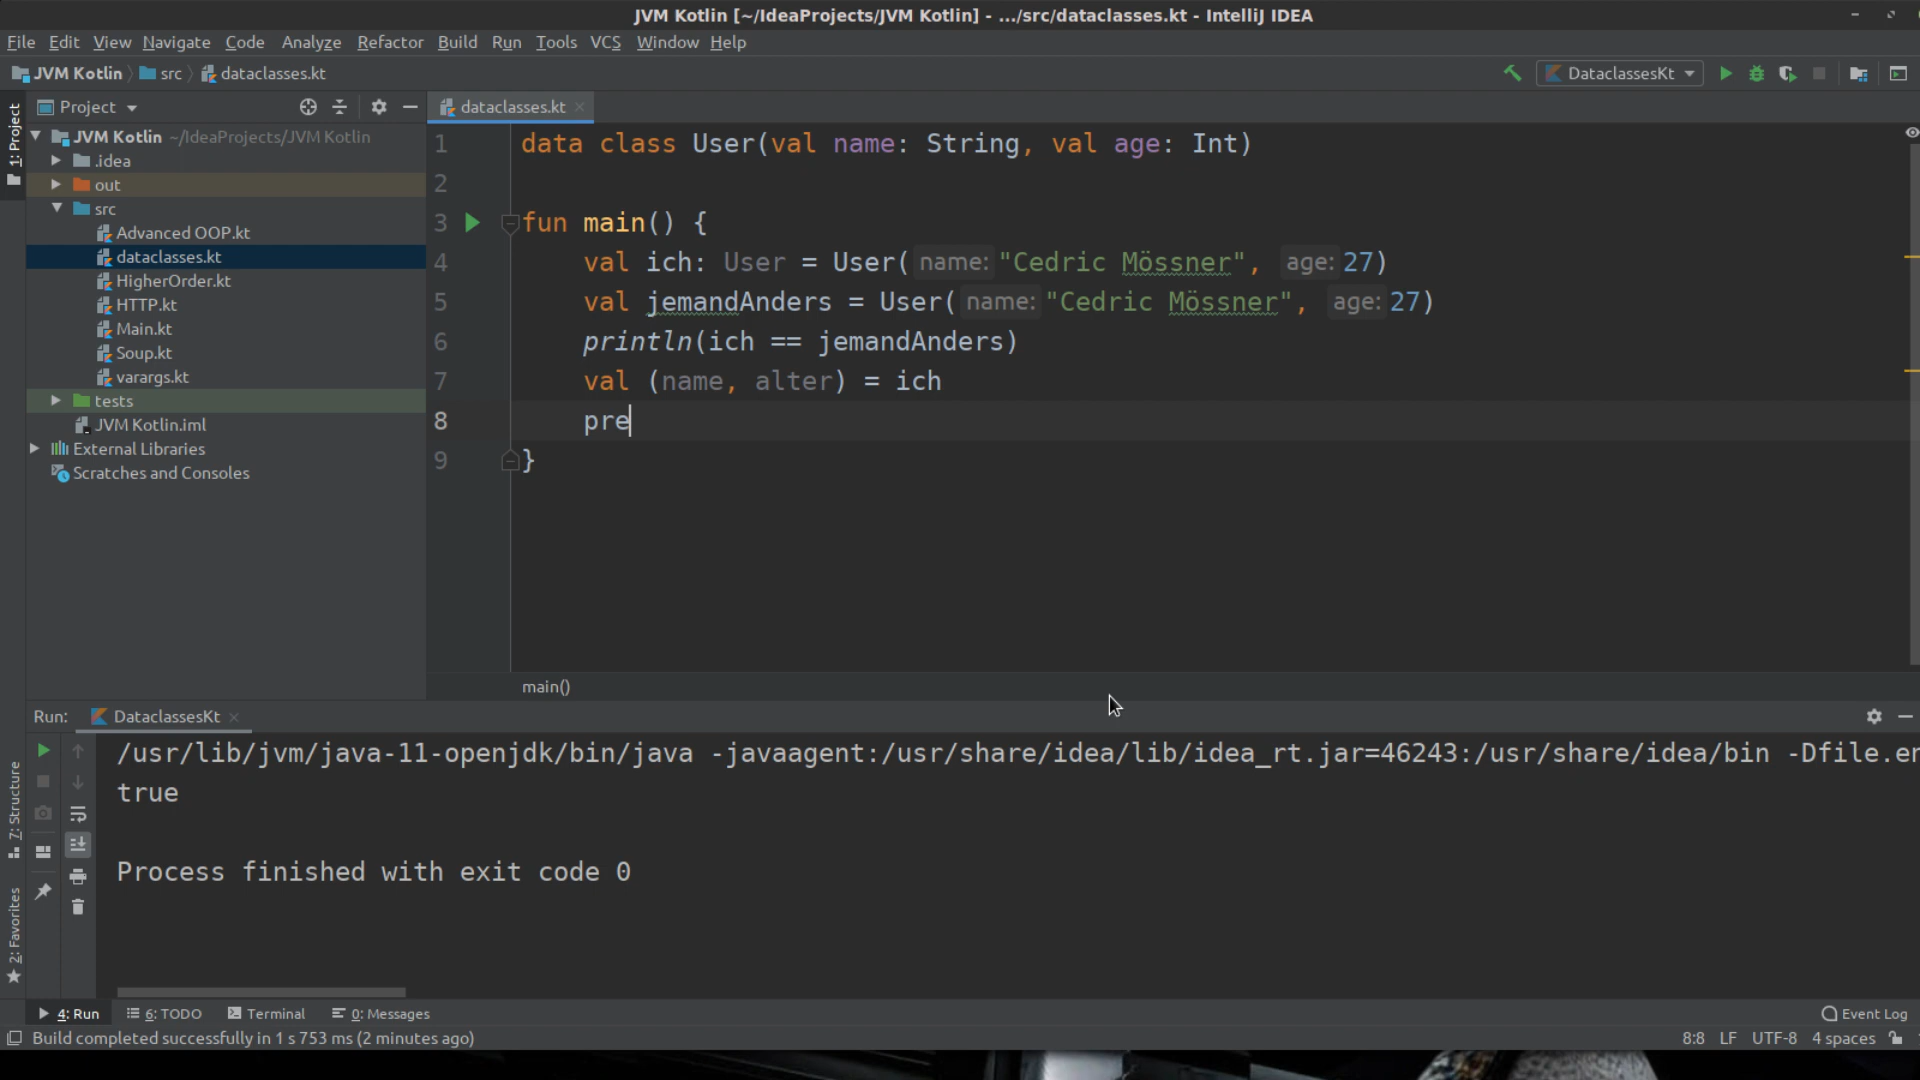 JVM Kotlin [~/IdeaProjects/JVM Kotlin] - .../src/dataclasses.kt - IntelliJ IDEA
File Edit View Navigate Code Analyze Refactor Build Run Tools VCS Window Help
JVM Kotlin src dataclasses.kt
DataclassesKt
1: Project
Project
JVM Kotlin ~/IdeaProjects/JVM Kotlin
.idea
out
src
Advanced OOP.kt
dataclasses.kt
HigherOrder.kt
HTTP.kt
Main.kt
Soup.kt
varargs.kt
tests
JVM Kotlin.iml
External Libraries
Scratches and Consoles
dataclasses.kt
1 data class User(val name: String, val age: Int)
2
3 fun main() {
4 val ich: User = User( name: "Cedric Mössner", age: 27)
5 val jemandAnders = User( name: "Cedric Mössner", age: 27)
6 println(ich == jemandAnders)
7 val (name, alter) = ich
8 pre
9 }
main()
Run: DataclassesKt
/usr/lib/jvm/java-11-openjdk/bin/java -javaagent:/usr/share/idea/lib/idea_rt.jar=46243:/usr/share/idea/bin -Dfile.en
true
Process finished with exit code 0
7: Structure
2: Favorites
4: Run 6: TODO Terminal 0: Messages Event Log
Build completed successfully in 1 s 753 ms (2 minutes ago) 8:8 LF UTF-8 4 spaces